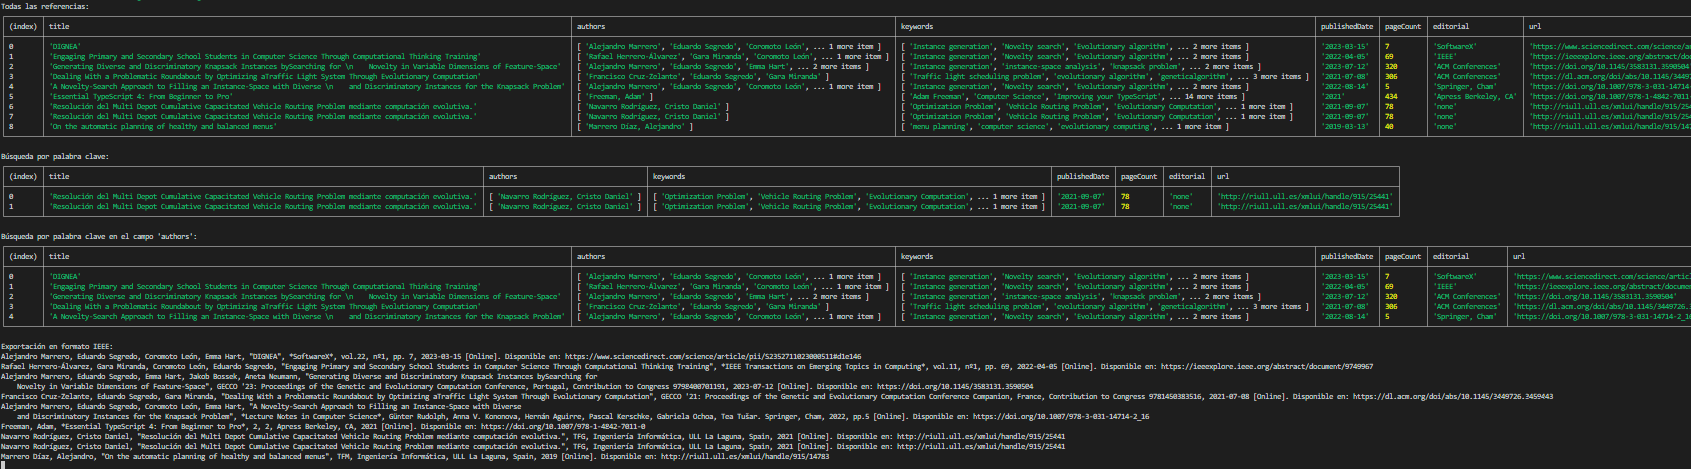 Todas las referencias:
(index) title authors keywords publishedDate pageCount editorial url
0 'DIGNEA' [ 'Alejandro Marrero', 'Eduardo Segredo', 'Coromoto León', ... 1 more item ] [ 'Instance generation', 'Novelty search', 'Evolutionary algorithm', ... 2 more items ] '2023-03-15' 7 'SoftwareX' 'https://www.sciencedirect.com/science/ar
1 'Engaging Primary and Secondary School Students in Computer Science Through Computational Thinking Training' [ 'Rafael Herrero-Álvarez', 'Gara Miranda', 'Coromoto León', ... 1 more item ] [ 'Instance generation', 'Novelty search', 'Evolutionary algorithm', ... 2 more items ] '2022-04-05' 69 'IEEE' 'https://ieeexplore.ieee.org/abstract/doc
2 'Generating Diverse and Discriminatory Knapsack Instances bySearching for \n    Novelty in Variable Dimensions of Feature-Space' [ 'Alejandro Marrero', 'Eduardo Segredo', 'Emma Hart', ... 2 more items ] [ 'Instance generation', 'instance-space analysis', 'knapsack problem', ... 2 more items ] '2023-07-12' 320 'ACM Conferences' 'https://doi.org/10.1145/3583131.3590504'
3 'Dealing With a Problematic Roundabout by Optimizing aTraffic Light System Through Evolutionary Computation' [ 'Francisco Cruz-Zelante', 'Eduardo Segredo', 'Gara Miranda' ] [ 'Traffic light scheduling problem', 'evolutionary algorithm', 'geneticalgorithm', ... 3 more items ] '2021-07-08' 306 'ACM Conferences' 'https://dl.acm.org/doi/abs/10.1145/3449
4 'A Novelty-Search Approach to Filling an Instance-Space with Diverse \n    and Discriminatory Instances for the Knapsack Problem' [ 'Alejandro Marrero', 'Eduardo Segredo', 'Coromoto León', ... 1 more item ] [ 'Instance generation', 'Novelty search', 'Evolutionary algorithm', ... 2 more items ] '2022-08-14' 5 'Springer, Cham' 'https://doi.org/10.1007/978-3-031-14714-
5 'Essential TypeScript 4: From Beginner to Pro' [ 'Freeman, Adam' ] [ 'Adam Freeman', 'Computer Science', 'Improving your TypeScript', ... 14 more items ] '2021' 434 'Apress Berkeley, CA' 'https://doi.org/10.1007/978-1-4842-7011-
6 'Resolución del Multi Depot Cumulative Capacitated Vehicle Routing Problem mediante computación evolutiva.' [ 'Navarro Rodríguez, Cristo Daniel' ] [ 'Optimization Problem', 'Vehicle Routing Problem', 'Evolutionary Computation', ... 1 more item ] '2021-09-07' 78 'none' 'http://riull.ull.es/xmlui/handle/915/254
7 'Resolución del Multi Depot Cumulative Capacitated Vehicle Routing Problem mediante computación evolutiva.' [ 'Navarro Rodríguez, Cristo Daniel' ] [ 'Optimization Problem', 'Vehicle Routing Problem', 'Evolutionary Computation', ... 1 more item ] '2021-09-07' 78 'none' 'http://riull.ull.es/xmlui/handle/915/254
8 'On the automatic planning of healthy and balanced menus' [ 'Marrero Díaz, Alejandro' ] [ 'menu planning', 'computer science', 'evolutionary computing', ... 1 more item ] '2019-03-13' 40 'none' 'http://riull.ull.es/xmlui/handle/915/147
Búsqueda por palabra clave:
(index) title authors keywords publishedDate pageCount editorial url
0 'Resolución del Multi Depot Cumulative Capacitated Vehicle Routing Problem mediante computación evolutiva.' [ 'Navarro Rodríguez, Cristo Daniel' ] [ 'Optimization Problem', 'Vehicle Routing Problem', 'Evolutionary Computation', ... 1 more item ] '2021-09-07' 78 'none' 'http://riull.ull.es/xmlui/handle/915/25441'
1 'Resolución del Multi Depot Cumulative Capacitated Vehicle Routing Problem mediante computación evolutiva.' [ 'Navarro Rodríguez, Cristo Daniel' ] [ 'Optimization Problem', 'Vehicle Routing Problem', 'Evolutionary Computation', ... 1 more item ] '2021-09-07' 78 'none' 'http://riull.ull.es/xmlui/handle/915/25441'
Búsqueda por palabra clave en el campo 'authors':
(index) title authors keywords publishedDate pageCount editorial url
0 'DIGNEA' [ 'Alejandro Marrero', 'Eduardo Segredo', 'Coromoto León', ... 1 more item ] [ 'Instance generation', 'Novelty search', 'Evolutionary algorithm', ... 2 more items ] '2023-03-15' 7 'SoftwareX' 'https://www.sciencedirect.com/science/artic
1 'Engaging Primary and Secondary School Students in Computer Science Through Computational Thinking Training' [ 'Rafael Herrero-Álvarez', 'Gara Miranda', 'Coromoto León', ... 1 more item ] [ 'Instance generation', 'Novelty search', 'Evolutionary algorithm', ... 2 more items ] '2022-04-05' 69 'IEEE' 'https://ieeexplore.ieee.org/abstract/documen
2 'Generating Diverse and Discriminatory Knapsack Instances bySearching for \n    Novelty in Variable Dimensions of Feature-Space' [ 'Alejandro Marrero', 'Eduardo Segredo', 'Emma Hart', ... 2 more items ] [ 'Instance generation', 'instance-space analysis', 'knapsack problem', ... 2 more items ] '2023-07-12' 320 'ACM Conferences' 'https://doi.org/10.1145/3583131.3590504'
3 'Dealing With a Problematic Roundabout by Optimizing aTraffic Light System Through Evolutionary Computation' [ 'Francisco Cruz-Zelante', 'Eduardo Segredo', 'Gara Miranda' ] [ 'Traffic light scheduling problem', 'evolutionary algorithm', 'geneticalgorithm', ... 3 more items ] '2021-07-08' 306 'ACM Conferences' 'https://dl.acm.org/doi/abs/10.1145/3449726.3
4 'A Novelty-Search Approach to Filling an Instance-Space with Diverse \n    and Discriminatory Instances for the Knapsack Problem' [ 'Alejandro Marrero', 'Eduardo Segredo', 'Coromoto León', ... 1 more item ] [ 'Instance generation', 'Novelty search', 'Evolutionary algorithm', ... 2 more items ] '2022-08-14' 5 'Springer, Cham' 'https://doi.org/10.1007/978-3-031-14714-2_16
Exportación en formato IEEE:
Alejandro Marrero, Eduardo Segredo, Coromoto León, Emma Hart, "DIGNEA", *SoftwareX*, vol.22, nº1, pp. 7, 2023-03-15 [Online]. Disponible en: https://www.sciencedirect.com/science/article/pii/S2352711023000511#d1e146
Rafael Herrero-Álvarez, Gara Miranda, Coromoto León, Eduardo Segredo, "Engaging Primary and Secondary School Students in Computer Science Through Computational Thinking Training", *IEEE Transactions on Emerging Topics in Computing*, vol.11, nº1, pp. 69, 2022-04-05 [Online]. Disponible en: https://ieeexplore.ieee.org/abstract/document/9749967
Alejandro Marrero, Eduardo Segredo, Emma Hart, Jakob Bossek, Aneta Neumann, "Generating Diverse and Discriminatory Knapsack Instances bySearching for
Novelty in Variable Dimensions of Feature-Space", GECCO '23: Proceedings of the Genetic and Evolutionary Computation Conference, Portugal, Contribution to Congress 9798400701191, 2023-07-12 [Online]. Disponible en: https://doi.org/10.1145/3583131.3590504
Francisco Cruz-Zelante, Eduardo Segredo, Gara Miranda, "Dealing With a Problematic Roundabout by Optimizing aTraffic Light System Through Evolutionary Computation", GECCO '21: Proceedings of the Genetic and Evolutionary Computation Conference Companion, France, Contribution to Congress 9781450383516, 2021-07-08 [Online]. Disponible en: https://dl.acm.org/doi/abs/10.1145/3449726.3459443
Alejandro Marrero, Eduardo Segredo, Coromoto León, Emma Hart, "A Novelty-Search Approach to Filling an Instance-Space with Diverse
and Discriminatory Instances for the Knapsack Problem", *Lecture Notes in Computer Science*, Günter Rudolph, Anna V. Kononova, Hernán Aguirre, Pascal Kerschke, Gabriela Ochoa, Tea Tušar. Springer, Cham, 2022, pp.5 [Online]. Disponible en: https://doi.org/10.1007/978-3-031-14714-2_16
Freeman, Adam, *Essential TypeScript 4: From Beginner to Pro*, 2, 2, Apress Berkeley, CA, 2021 [Online]. Disponible en: https://doi.org/10.1007/978-1-4842-7011-0
Navarro Rodríguez, Cristo Daniel, "Resolución del Multi Depot Cumulative Capacitated Vehicle Routing Problem mediante computación evolutiva.", TFG, Ingeniería Informática, ULL La Laguna, Spain, 2021 [Online]. Disponible en: http://riull.ull.es/xmlui/handle/915/25441
Navarro Rodríguez, Cristo Daniel, "Resolución del Multi Depot Cumulative Capacitated Vehicle Routing Problem mediante computación evolutiva.", TFG, Ingeniería Informática, ULL La Laguna, Spain, 2021 [Online]. Disponible en: http://riull.ull.es/xmlui/handle/915/25441
Marrero Díaz, Alejandro, "On the automatic planning of healthy and balanced menus", TFM, Ingeniería Informática, ULL La Laguna, Spain, 2019 [Online]. Disponible en: http://riull.ull.es/xmlui/handle/915/14783